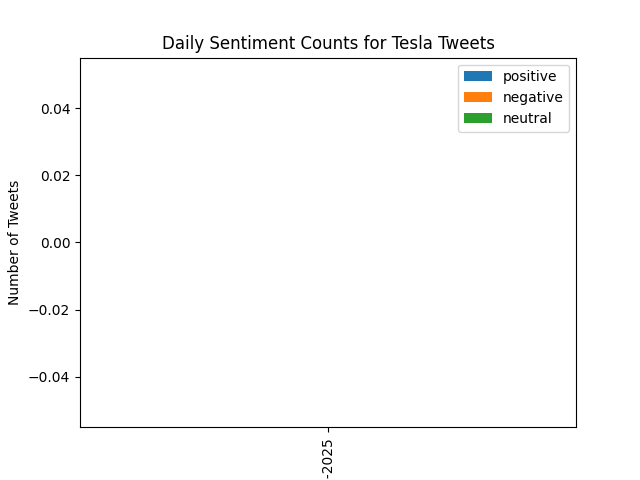 Daily Sentiment Counts for Tesla Tweets
positive
negative
neutral
Number of Tweets
0.04
0.02
0.00
−0.02
−0.04
-2025